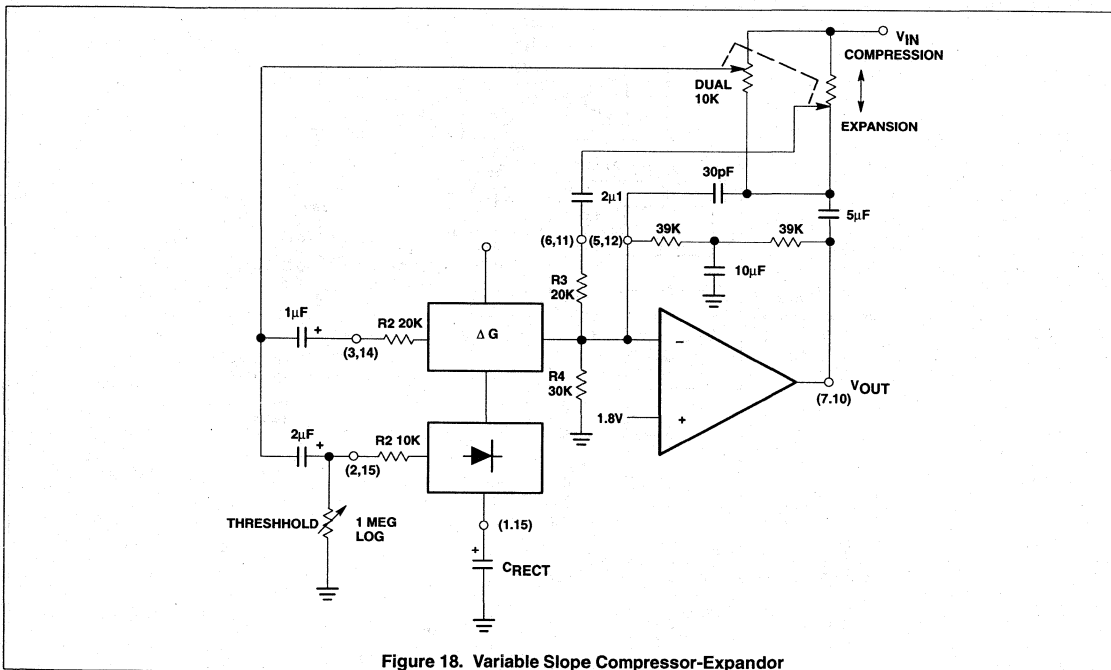 VIN
COMPRESSION
DUAL
10K
EXPANSION
30pF
2µ1
5µF
(6,11)
(5,12)
39K
39K
R3
20K
10µF
1µF
+
R2 20K
Δ G
(3,14)
−
R4
30K
VOUT
(7.10)
1.8V
+
2µF
+
R2 10K
(2,15)
THRESHHOLD
1 MEG
LOG
(1.15)
+
CRECT
Figure 18. Variable Slope Compressor-Expandor